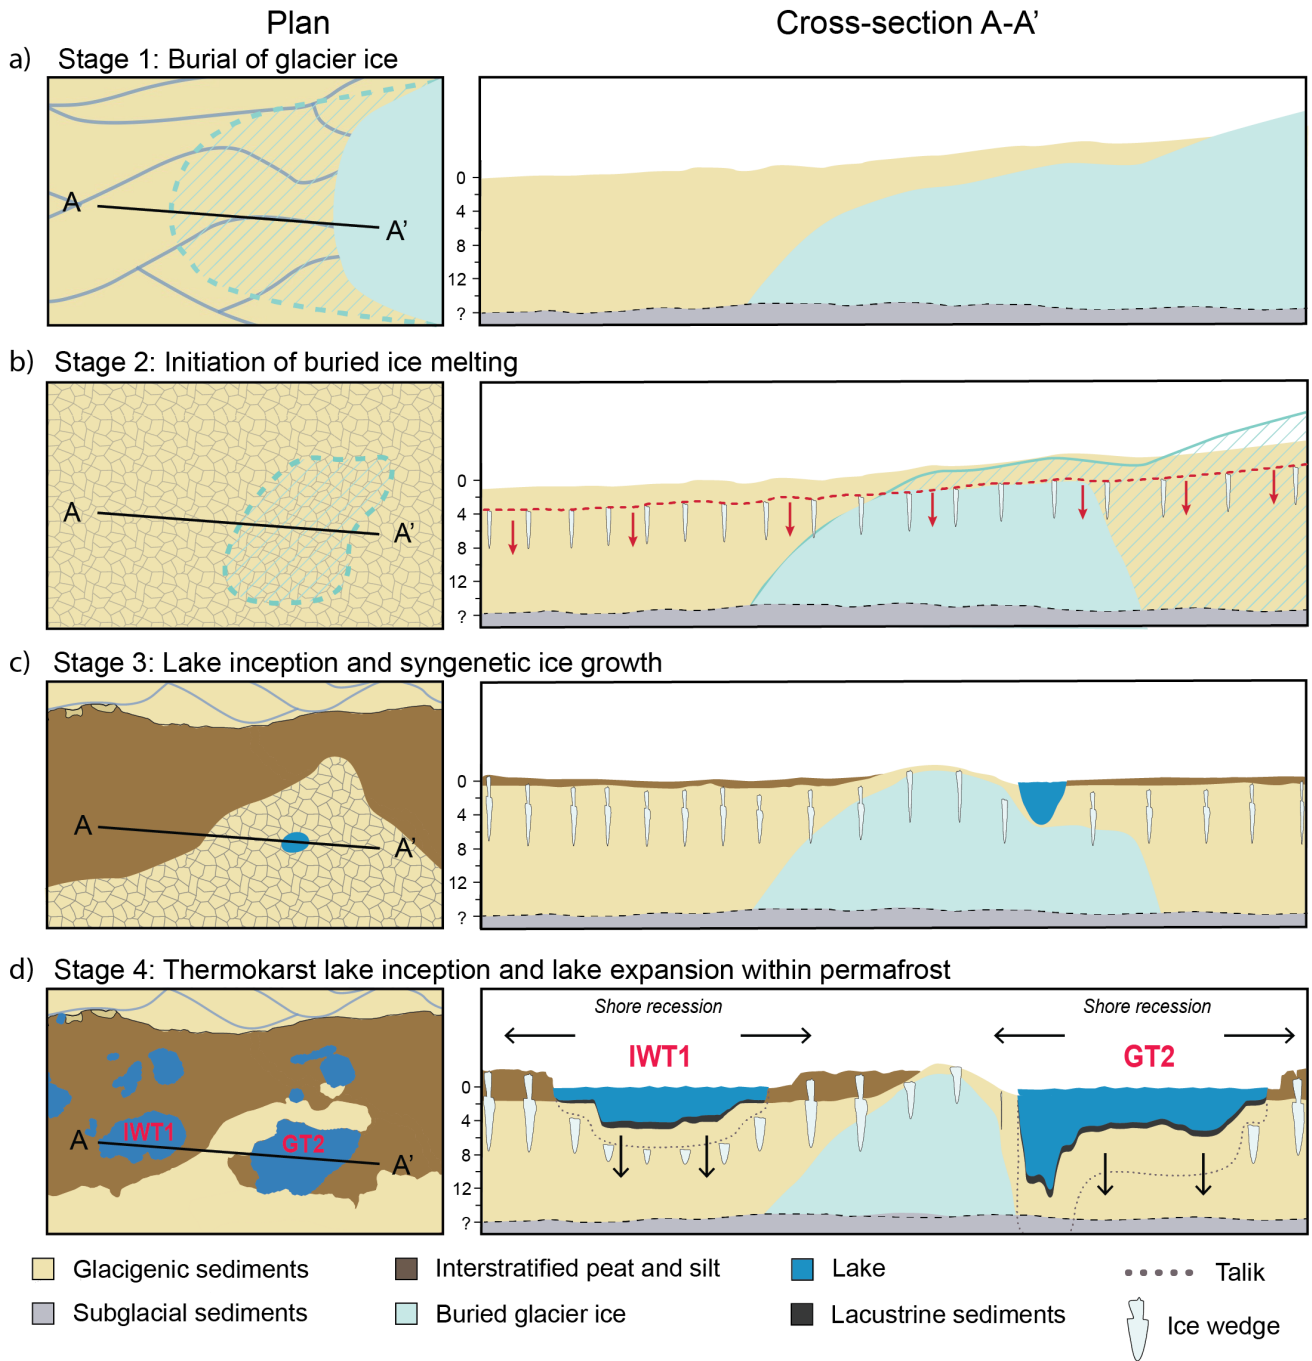 Plan
Cross-section A-A’
a) Stage 1: Burial of glacier ice
A
A’
0
4
8
12
?
b) Stage 2: Initiation of buried ice melting
A
A’
0
4
8
12
?
c) Stage 3: Lake inception and syngenetic ice growth
A
A’
0
4
8
12
?
d) Stage 4: Thermokarst lake inception and lake expansion within permafrost
IWT1
GT2
A
A’
Shore recession
Shore recession
IWT1
GT2
0
4
8
12
?
Glacigenic sediments
Interstratified peat and silt
Lake
Talik
Subglacial sediments
Buried glacier ice
Lacustrine sediments
Ice wedge